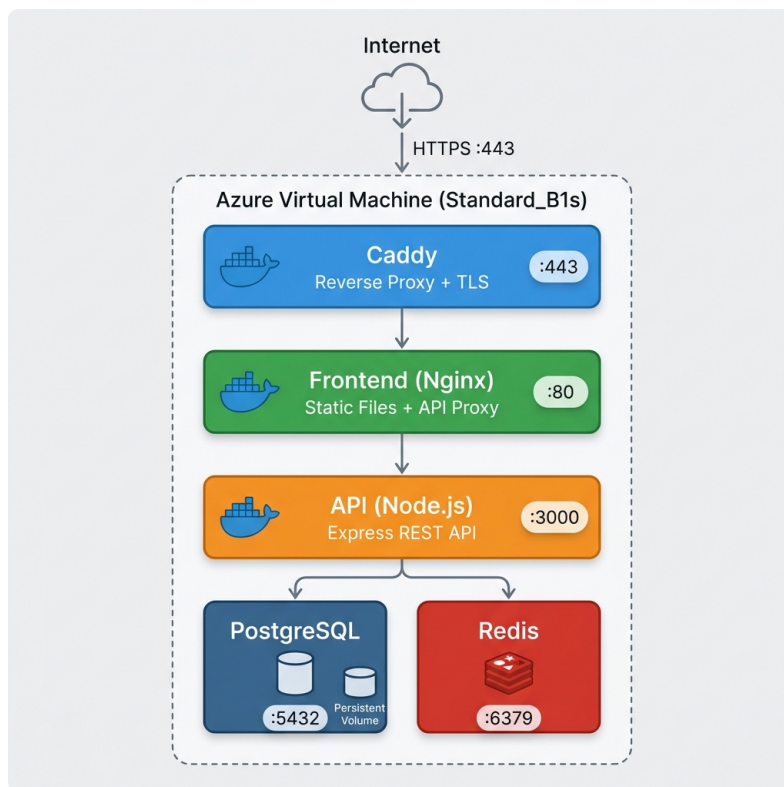 Internet
HTTPS :443
Azure Virtual Machine (Standard_B1s)
Caddy
Reverse Proxy + TLS
:443
Frontend (Nginx)
Static Files + API Proxy
:80
API (Node.js)
Express REST API
:3000
PostgreSQL
:5432
Persistent
Volume
Redis
:6379